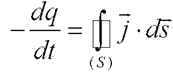 −dq/dt = ∯(S) j̅ · ds̅